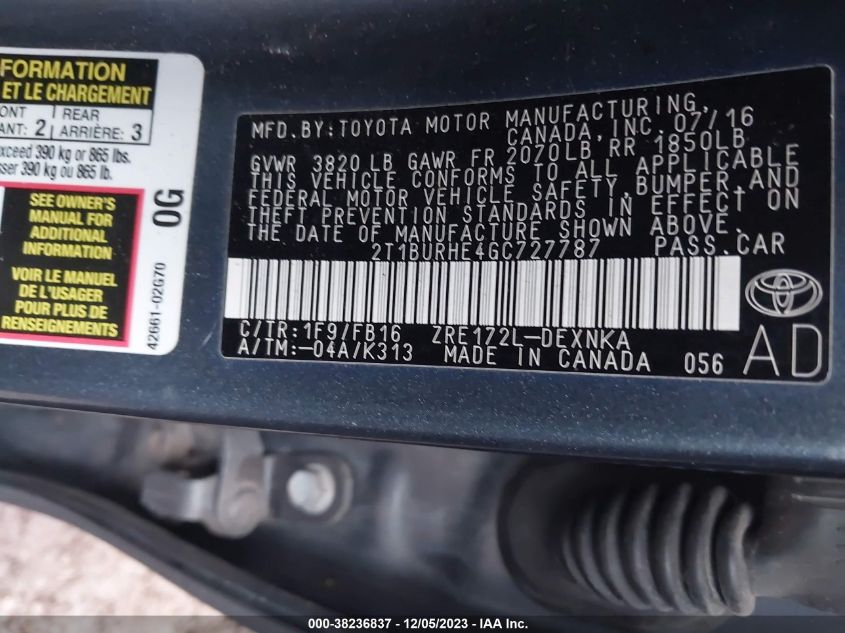 FORMATION
ET LE CHARGEMENT
ONT
ANT: 2
REAR
ARRIÈRE: 3
exceed 390 kg or 865 lbs.
sser 390 kg ou 865 lb.
SEE OWNER'S
MANUAL FOR
ADDITIONAL
INFORMATION
VOIR LE MANUEL
DE L'USAGER
POUR PLUS DE
RENSEIGNEMENTS
0G
42661-02G70
MFD.BY:TOYOTA MOTOR MANUFACTURING,
CANADA, INC. 07/16
GVWR 3820 LB GAWR FR 2070LB, RR 1850LB
THIS VEHICLE CONFORMS TO ALL APPLICABLE
FEDERAL MOTOR VEHICLE SAFETY,BUMPER,AND
THEFT PREVENTION STANDARDS IN EFFECT ON
THE DATE OF MANUFACTURE SHOWN ABOVE.
2T1BURHE4GC727787 PASS.CAR
C/TR:1F9/FB16 ZRE172L-DEXNKA
A/TM:-04A/K313 MADE IN CANADA 056
AD
000-38236837 - 12/05/2023 - IAA Inc.